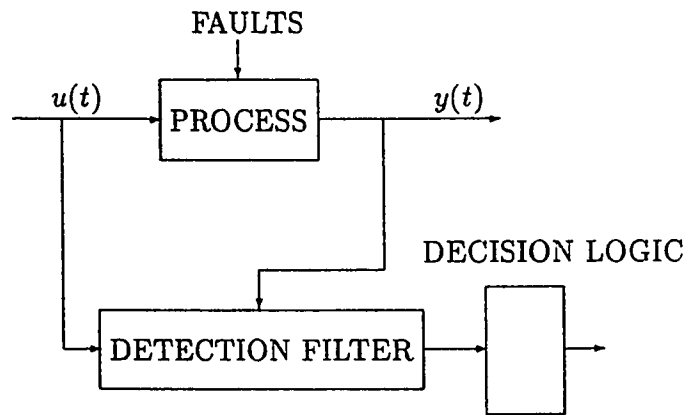 FAULTS
u(t)
y(t)
PROCESS
DECISION LOGIC
DETECTION FILTER